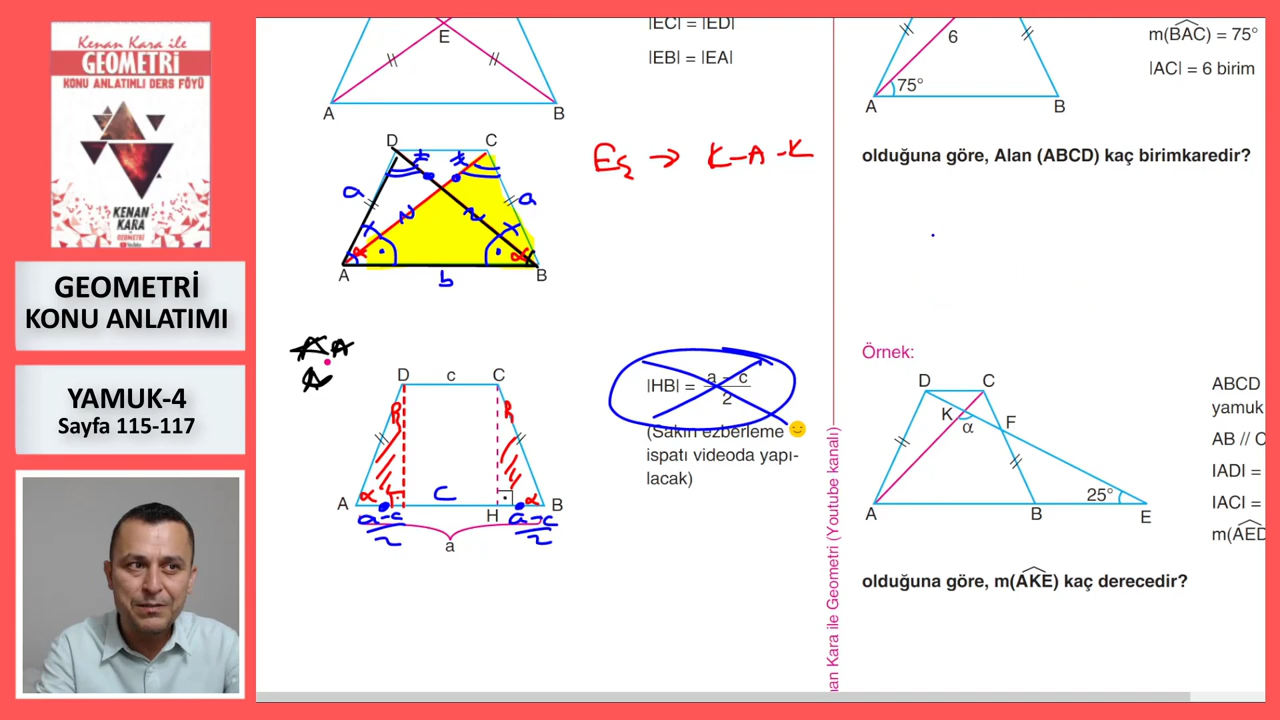 Kenan Kara ile
GEOMETRİ
KONU ANLATIMLI DERS FÖYÜ
KENAN
KARA
GEOMETRİ
KONU ANLATIMI
YAMUK-4
Sayfa 115-117
E
A
B
|EC| = |ED|
|EB| = |EA|
D
C
a
a
α
α
A
B
b
Eş → K-A-K
A A
A
D
c
C
h
h
α
c
α
A
H
B
a-c
2
a-c
2
a
|HB| = a - c
2
(Sakın ezberleme
ispatı videoda yapı-
lacak)
Kara ile Geometri (Youtube kanalı)
6
75°
A
B
m(BAC) = 75°
|AC| = 6 birim
olduğuna göre, Alan (ABCD) kaç birimkaredir?
Örnek:
D
C
K
α
F
25°
A
B
E
ABCD
yamuk
AB // C
|AD| =
|AC| =
m(AED
olduğuna göre, m(AKE) kaç derecedir?